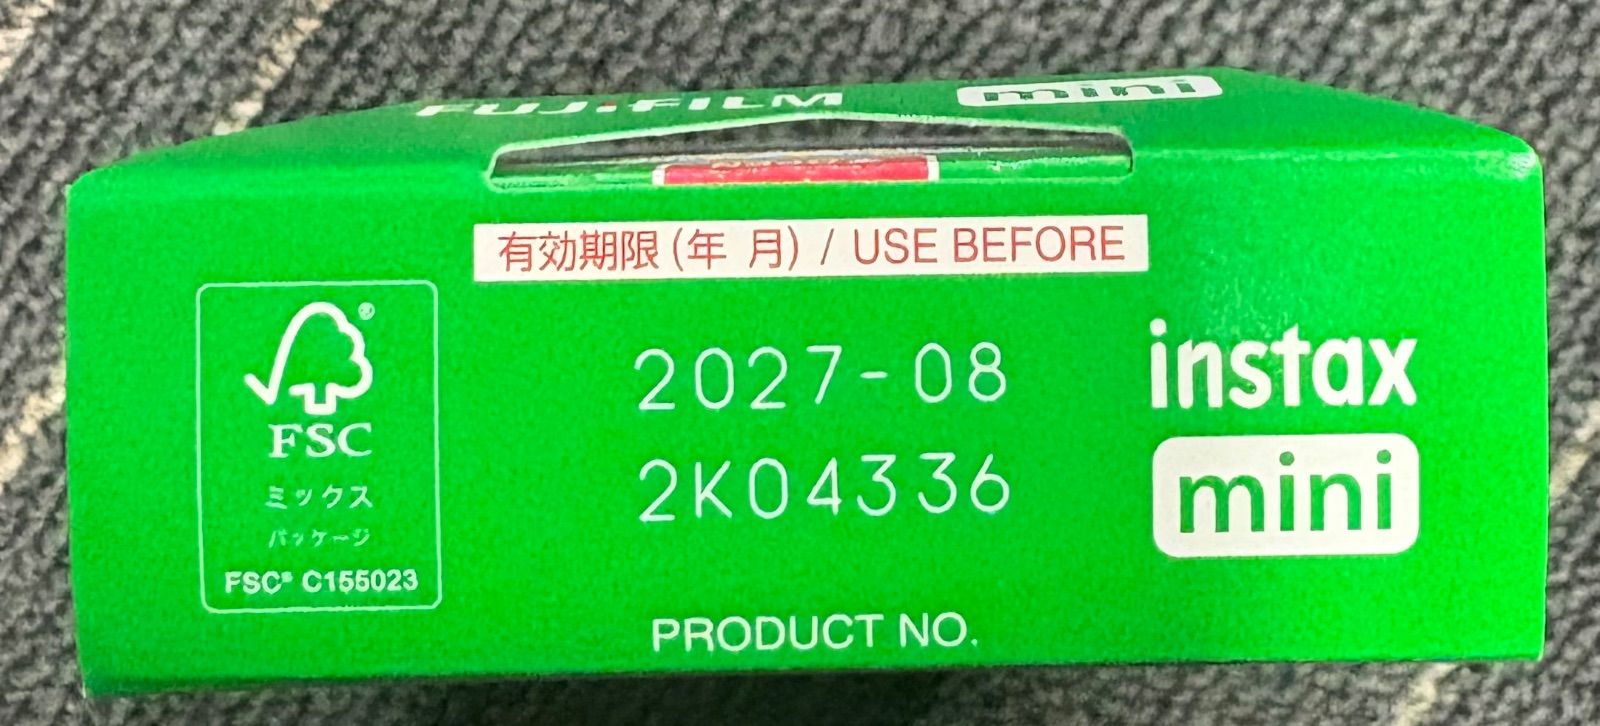 FUJIFILM mini
有効期限 (年 月) / USE BEFORE
2027-08
2K04336
PRODUCT NO.
FSC
ミックス
パッケージ
FSC® C155023
instax
mini